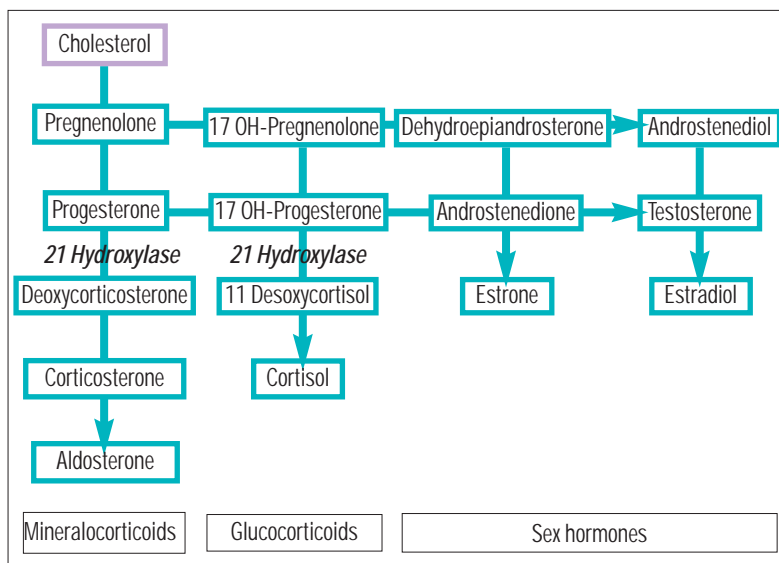 Cholesterol
Pregnenolone
17 OH-Pregnenolone
Dehydroepiandrosterone
Androstenediol
Progesterone
17 OH-Progesterone
Androstenedione
Testosterone
21 Hydroxylase
21 Hydroxylase
Deoxycorticosterone
11 Desoxycortisol
Estrone
Estradiol
Corticosterone
Cortisol
Aldosterone
Mineralocorticoids
Glucocorticoids
Sex hormones